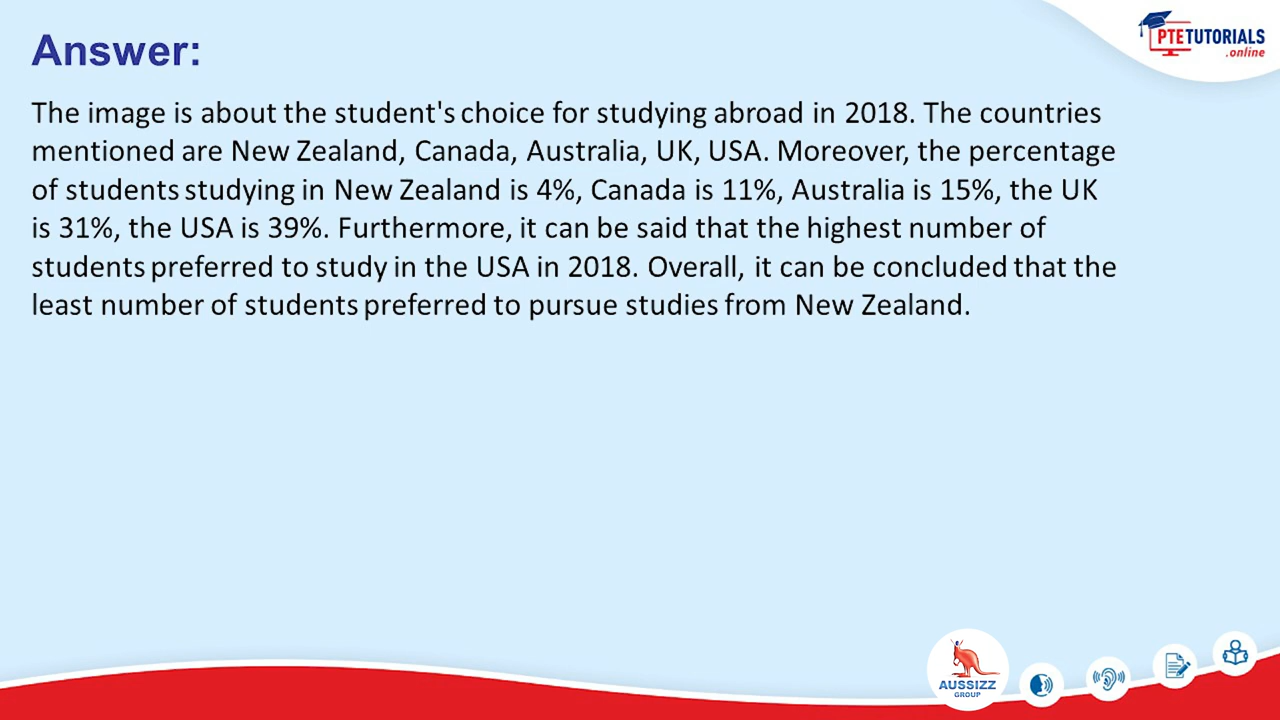 PTETUTORIALS
.online
Answer:
The image is about the student's choice for studying abroad in 2018. The countries
mentioned are New Zealand, Canada, Australia, UK, USA. Moreover, the percentage
of students studying in New Zealand is 4%, Canada is 11%, Australia is 15%, the UK
is 31%, the USA is 39%. Furthermore, it can be said that the highest number of
students preferred to study in the USA in 2018. Overall, it can be concluded that the
least number of students preferred to pursue studies from New Zealand.
AUSSIZZ
GROUP